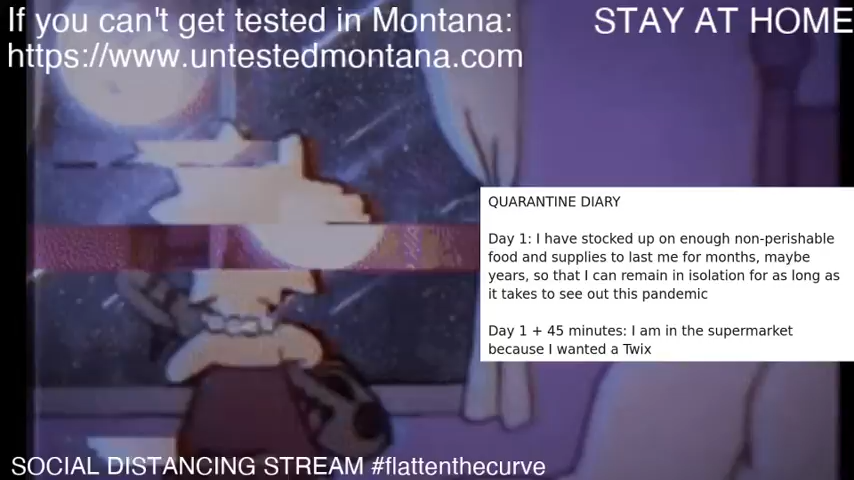 If you can't get tested in Montana:
https://www.untestedmontana.com
STAY AT HOME
QUARANTINE DIARY
Day 1: I have stocked up on enough non-perishable
food and supplies to last me for months, maybe
years, so that I can remain in isolation for as long as
it takes to see out this pandemic
Day 1 + 45 minutes: I am in the supermarket
because I wanted a Twix
SOCIAL DISTANCING STREAM #flattenthecurve